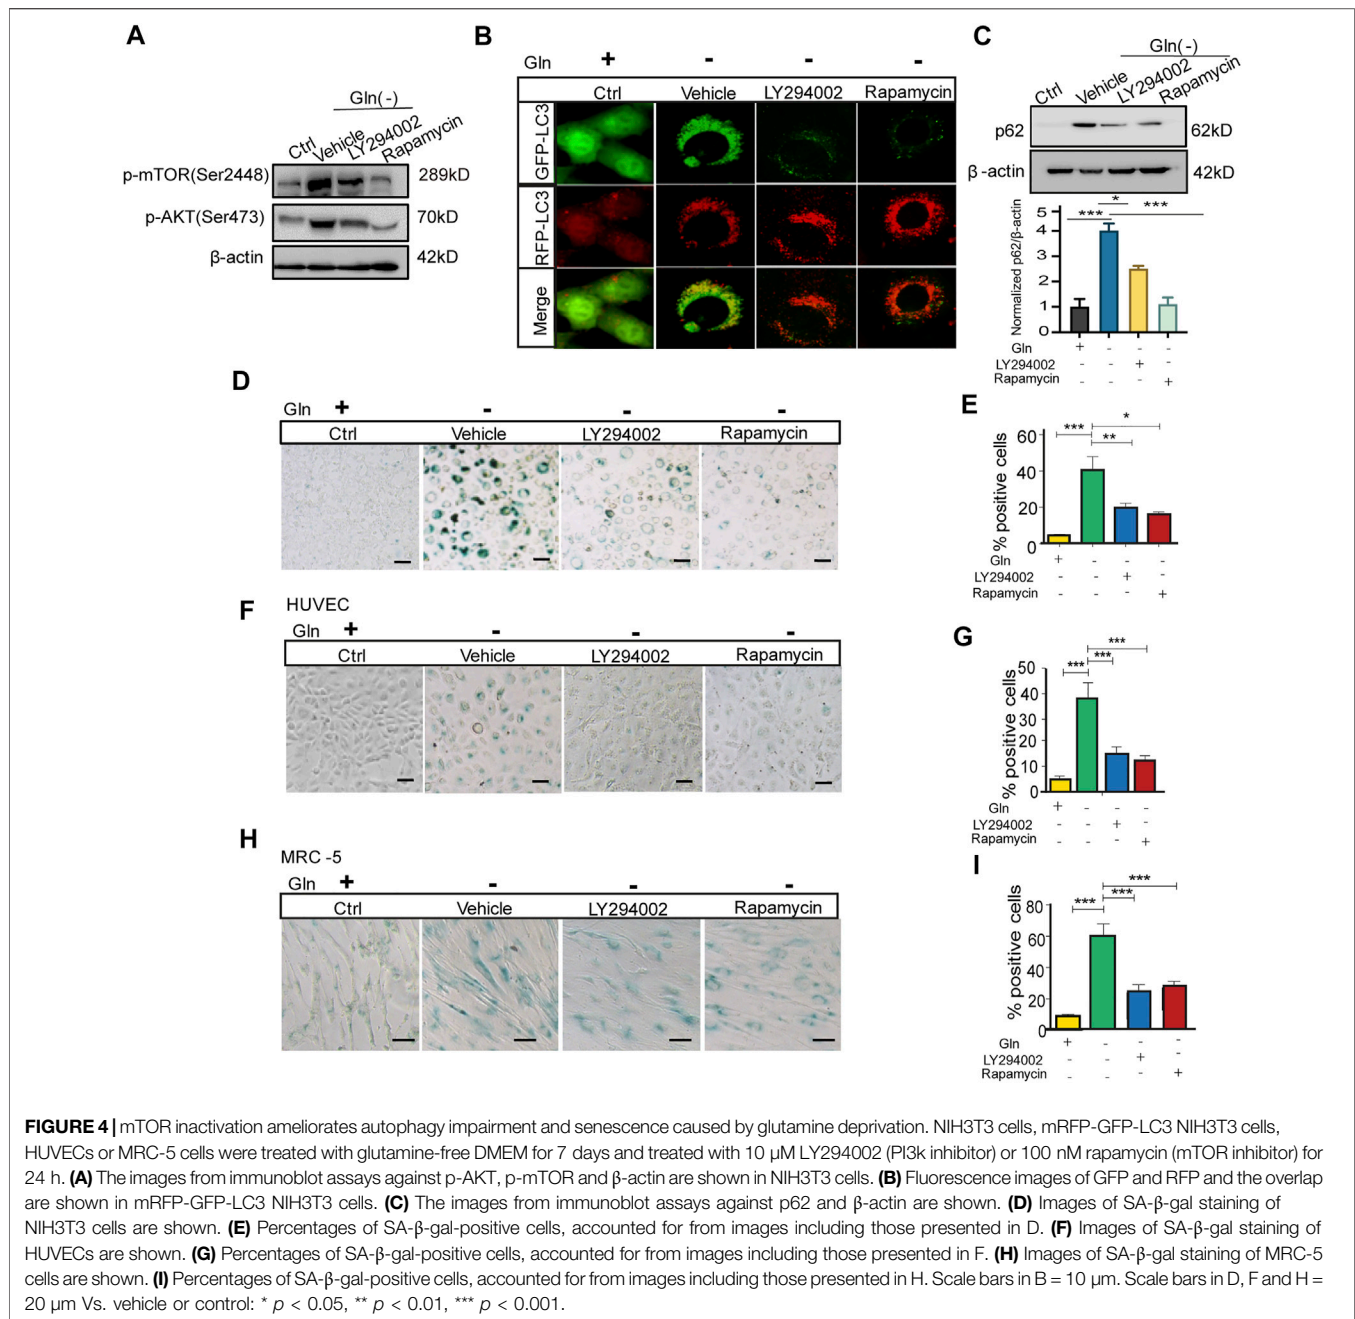 A
Gln(-)
Ctrl Vehicle LY294002 Rapamycin
p-mTOR(Ser2448) 289kD
p-AKT(Ser473) 70kD
β-actin 42kD
B
Gln + - - -
Ctrl Vehicle LY294002 Rapamycin
GFP-LC3
RFP-LC3
Merge
C
Gln(-)
Ctrl Vehicle LY294002 Rapamycin
p62 62kD
β-actin 42kD
Normalized p62/β-actin
5
4
3
2
1
0
*** * ***
Gln + - - -
LY294002 - - + -
Rapamycin - - - +
D
Gln + - - -
Ctrl Vehicle LY294002 Rapamycin
E
% positive cells
60
40
20
0
*** ** *
Gln + - - -
LY294002 - - + -
Rapamycin - - - +
F
HUVEC
Gln + - - -
Ctrl Vehicle LY294002 Rapamycin
G
% positive cells
50
40
30
20
10
0
*** *** ***
Gln + - - -
LY294002 - - + -
Rapamycin - - - +
H
MRC -5
Gln + - - -
Ctrl Vehicle LY294002 Rapamycin
I
% positive cells
80
60
40
20
0
*** *** ***
Gln + - - -
LY294002 - - + -
Rapamycin - - - +
FIGURE 4 | mTOR inactivation ameliorates autophagy impairment and senescence caused by glutamine deprivation. NIH3T3 cells, mRFP-GFP-LC3 NIH3T3 cells,
HUVECs or MRC-5 cells were treated with glutamine-free DMEM for 7 days and treated with 10 µM LY294002 (PI3k inhibitor) or 100 nM rapamycin (mTOR inhibitor) for
24 h. (A) The images from immunoblot assays against p-AKT, p-mTOR and β-actin are shown in NIH3T3 cells. (B) Fluorescence images of GFP and RFP and the overlap
are shown in mRFP-GFP-LC3 NIH3T3 cells. (C) The images from immunoblot assays against p62 and β-actin are shown. (D) Images of SA-β-gal staining of
NIH3T3 cells are shown. (E) Percentages of SA-β-gal-positive cells, accounted for from images including those presented in D. (F) Images of SA-β-gal staining of
HUVECs are shown. (G) Percentages of SA-β-gal-positive cells, accounted for from images including those presented in F. (H) Images of SA-β-gal staining of MRC-5
cells are shown. (I) Percentages of SA-β-gal-positive cells, accounted for from images including those presented in H. Scale bars in B = 10 µm. Scale bars in D, F and H =
20 µm Vs. vehicle or control: * p < 0.05, ** p < 0.01, *** p < 0.001.